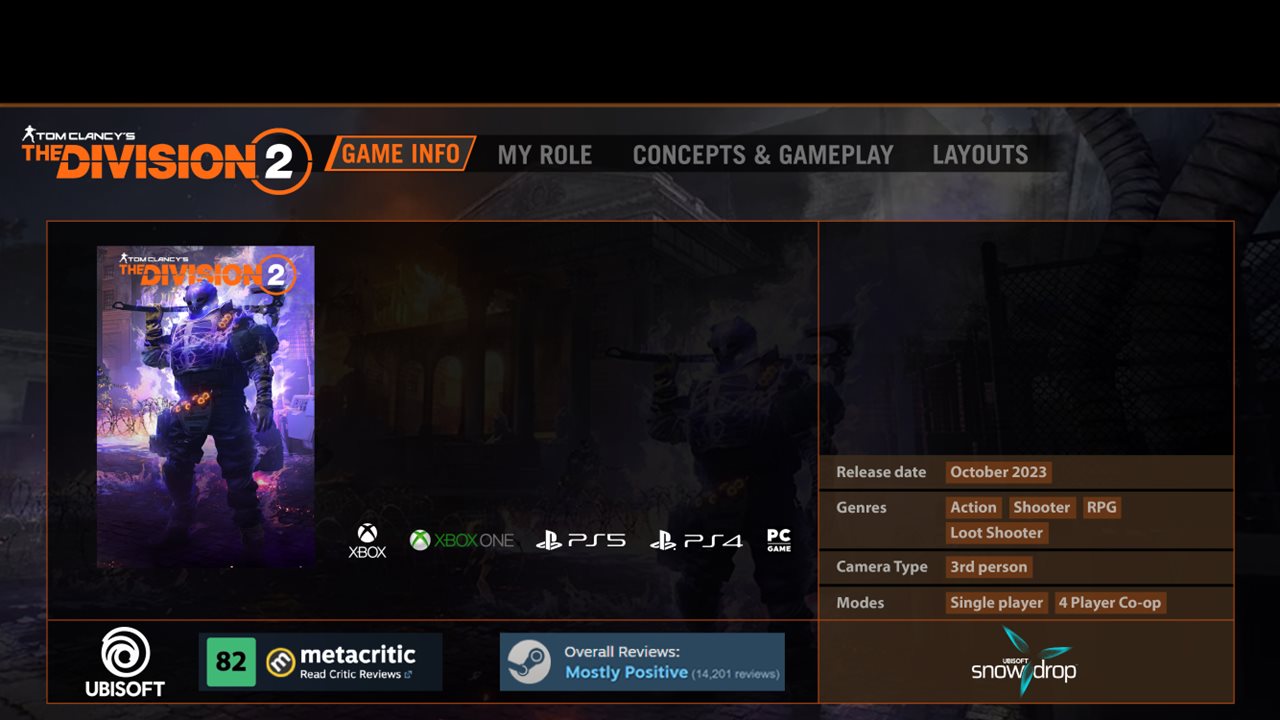 TOM CLANCY'S
THE DIVISION 2
GAME INFO
MY ROLE
CONCEPTS & GAMEPLAY
LAYOUTS
TOM CLANCY'S
THE DIVISION 2
XBOX
XBOX ONE
PS5
PS4
PC
GAME
Release date October 2023
Genres Action Shooter RPG
Loot Shooter
Camera Type 3rd person
Modes Single player 4 Player Co-op
UBISOFT
82
metacritic
Read Critic Reviews
Overall Reviews:
Mostly Positive (14,201 reviews)
UBISOFT
snowdrop